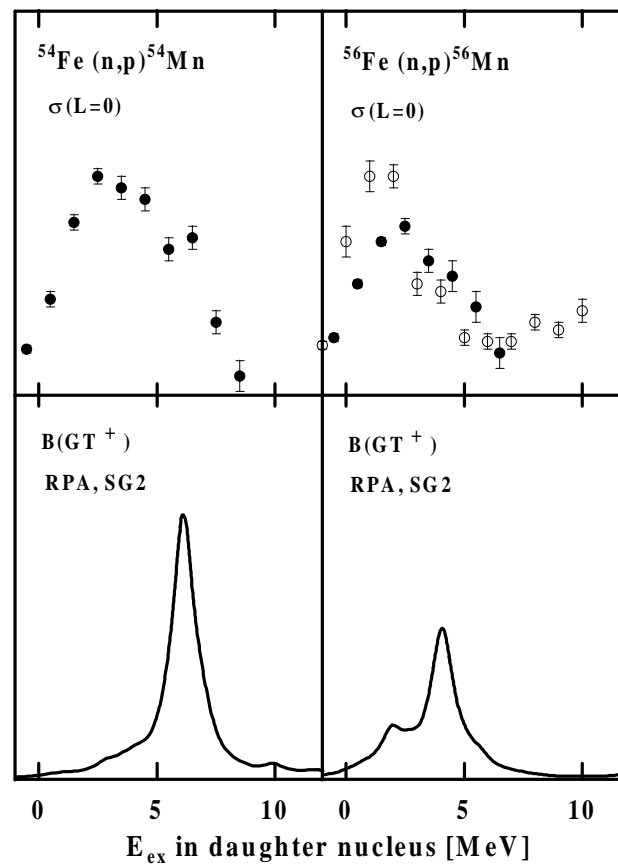 ⁵⁴Fe (n,p)⁵⁴Mn
σ(L=0)
⁵⁶Fe (n,p)⁵⁶Mn
σ(L=0)
B(GT⁺)
RPA, SG2
B(GT⁺)
RPA, SG2
0 5 10 0 5 10
E_ex in daughter nucleus [MeV]